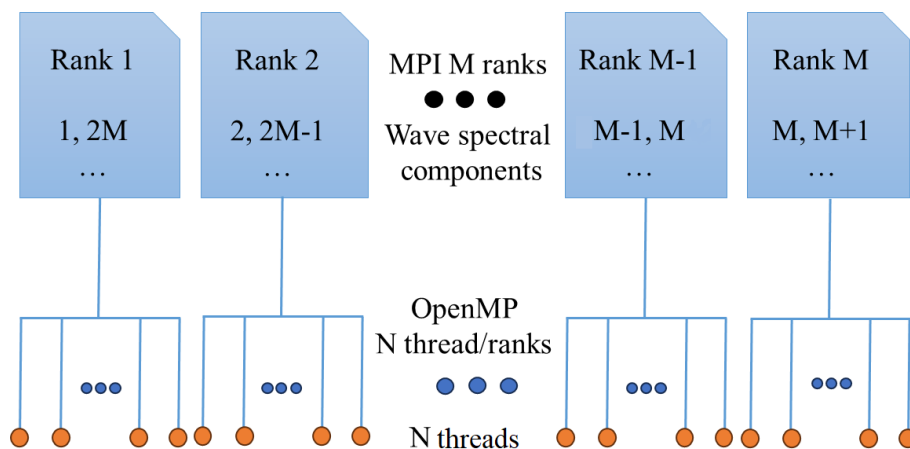 Rank 1
1, 2M
...
Rank 2
2, 2M-1
...
MPI M ranks
Wave spectral
components
Rank M-1
M-1, M
...
Rank M
M, M+1
...
OpenMP
N thread/ranks
N threads